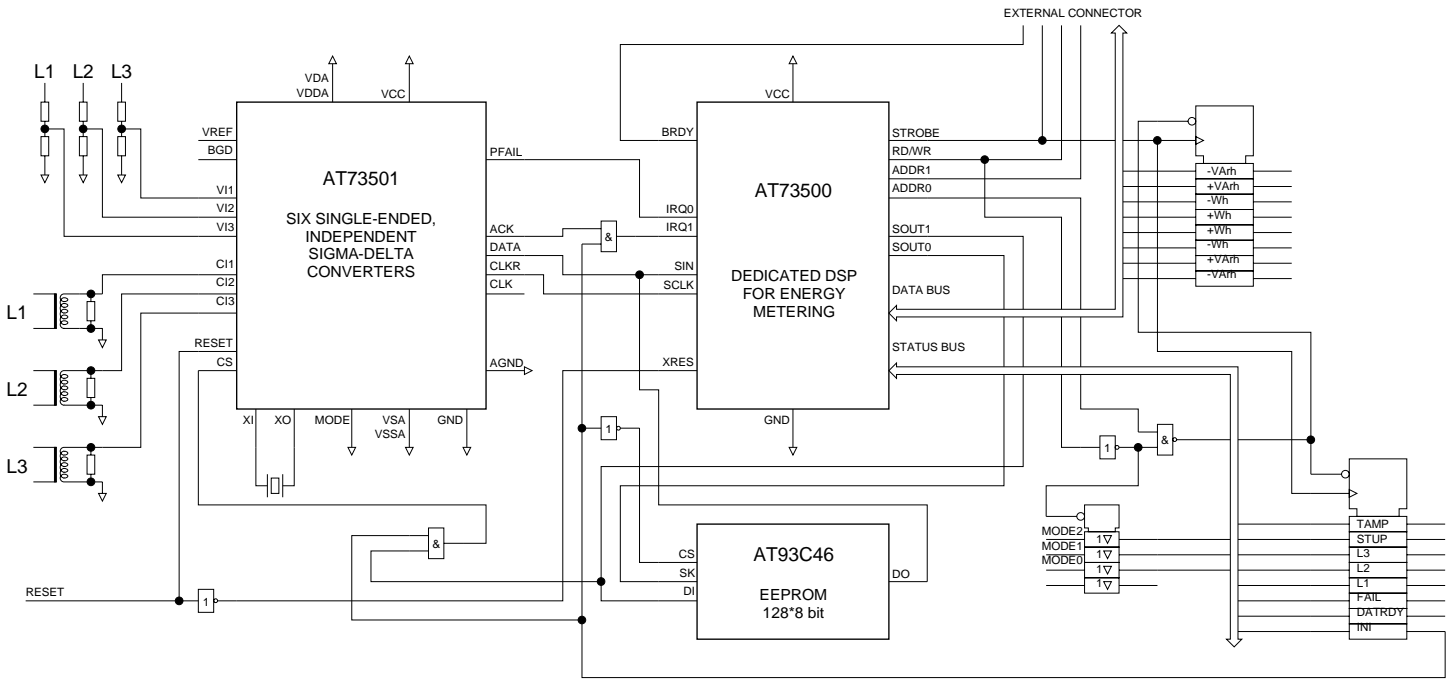 EXTERNAL CONNECTOR
L1 L2 L3
VDA
VDDA
VCC
VREF
BGD
VI1
VI2
VI3
CI1
CI2
CI3
RESET
CS
AT73501
SIX SINGLE-ENDED,
INDEPENDENT
SIGMA-DELTA
CONVERTERS
PFAIL
ACK
DATA
CLKR
CLK
AGND
XI
XO
MODE
VSA
VSSA
GND
L1
L2
L3
&
VCC
BRDY
IRQ0
IRQ1
SIN
SCLK
XRES
AT73500
DEDICATED DSP
FOR ENERGY
METERING
STROBE
RD/WR
ADDR1
ADDR0
SOUT1
SOUT0
DATA BUS
STATUS BUS
GND
-VArh
+VArh
-Wh
+Wh
+Wh
-Wh
+VArh
-VArh
1
1
&
&
RESET
1
CS
SK
DI
AT93C46
EEPROM
128*8 bit
DO
MODE2
MODE1
MODE0
1▽
1▽
1▽
1▽
TAMP
STUP
L3
L2
L1
FAIL
DATRDY
INI